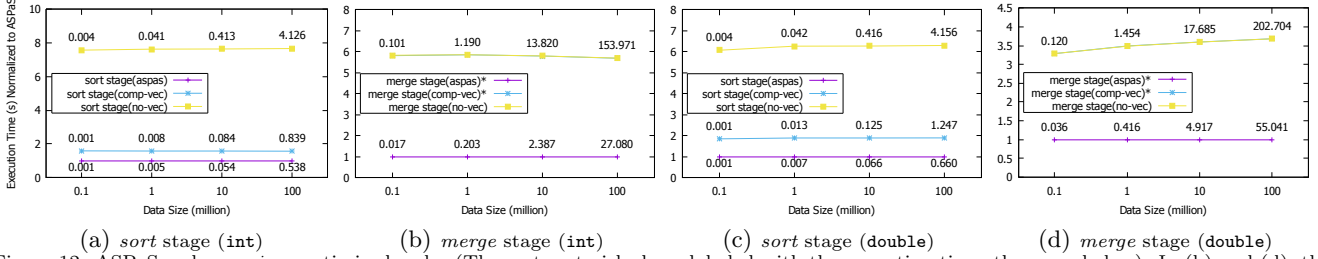 Execution Time (s) Normalized to ASPaS
10
8
6
4
2
0
0.004 0.041 0.413 4.126
sort stage(aspas)
sort stage(comp-vec)
sort stage(no-vec)
0.001 0.008 0.084 0.839
0.001 0.005 0.054 0.538
0.1 1 10 100
Data Size (million)
(a) sort stage (int)
8
7
6
5
4
3
2
1
0
0.101 1.190 13.820 153.971
merge stage(aspas)*
merge stage(comp-vec)*
merge stage(no-vec)
0.017 0.203 2.387 27.080
0.1 1 10 100
Data Size (million)
(b) merge stage (int)
8
7
6
5
4
3
2
1
0
0.004 0.042 0.416 4.156
sort stage(aspas)
sort stage(comp-vec)
sort stage(no-vec)
0.001 0.013 0.125 1.247
0.001 0.007 0.066 0.660
0.1 1 10 100
Data Size (million)
(c) sort stage (double)
4.5
4
3.5
3
2.5
2
1.5
1
0.5
0
0.120 1.454 17.685 202.704
merge stage(aspas)*
merge stage(comp-vec)*
merge stage(no-vec)
0.036 0.416 4.917 55.041
0.1 1 10 100
Data Size (million)
(d) merge stage (double)